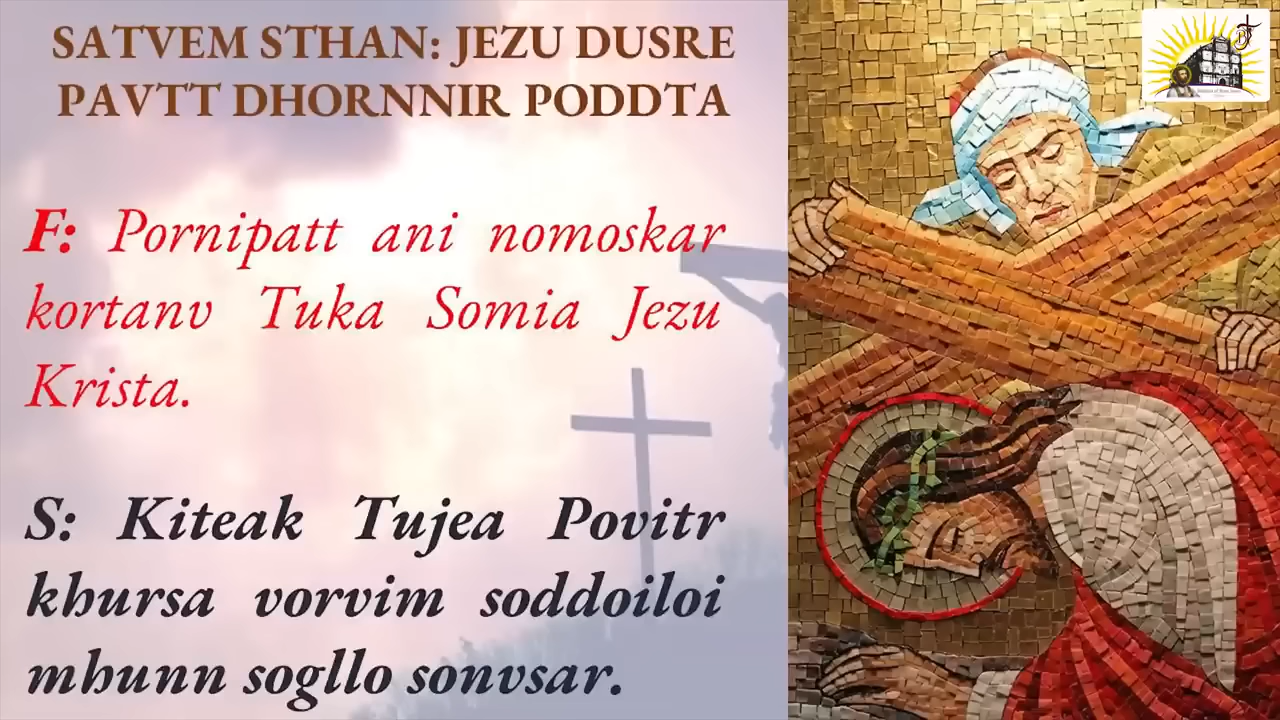 SATVEM STHAN: JEZU DUSRE
PAVTT DHORNNIR PODDTA
F: Pornipatt ani nomoskar
kortanv Tuka Somia Jezu
Krista.
S: Kiteak Tujea Povitr
khursa vorvim soddoiloi
mhunn sogllo sonvsar.